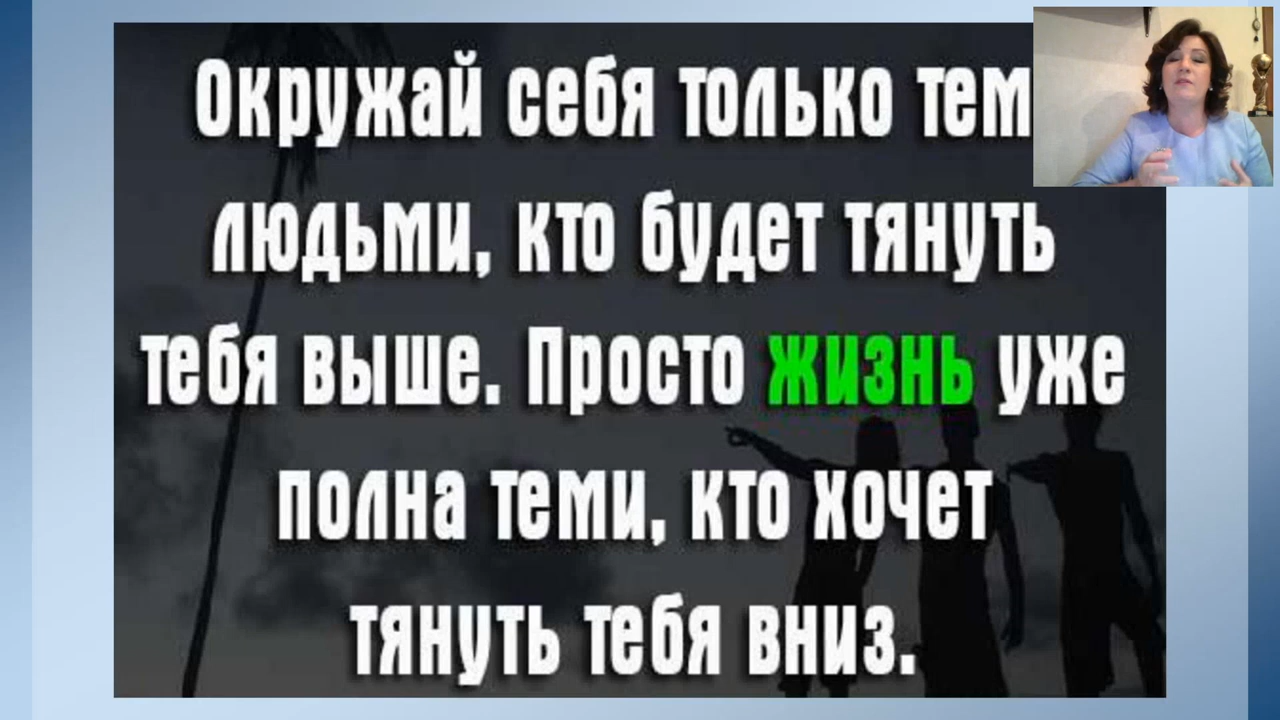 Окружай себя только тем
людьми, кто будет тянуть
тебя выше. Просто жизнь уже
полна теми, кто хочет
тянуть тебя вниз.